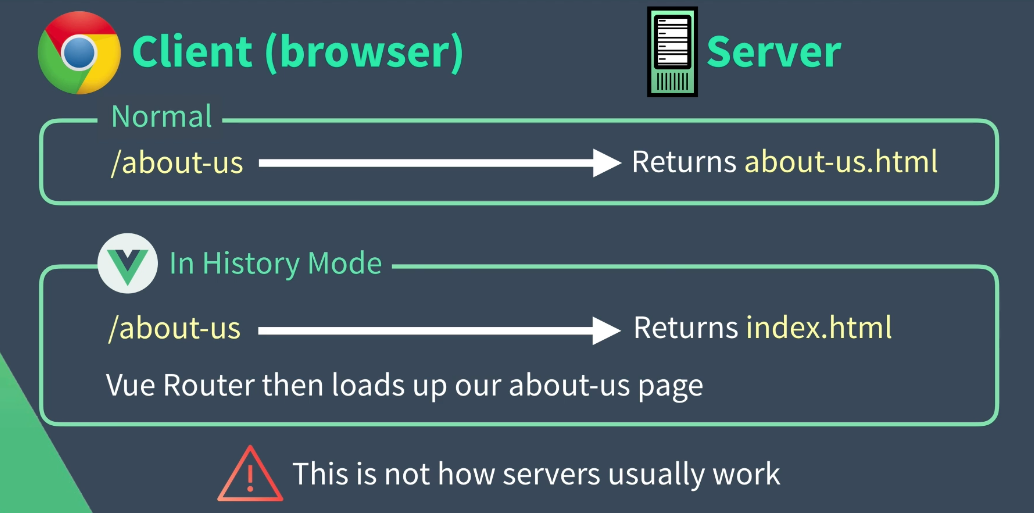 Client (browser)
Server
Normal
/about-us
Returns about-us.html
In History Mode
/about-us
Returns index.html
Vue Router then loads up our about-us page
This is not how servers usually work